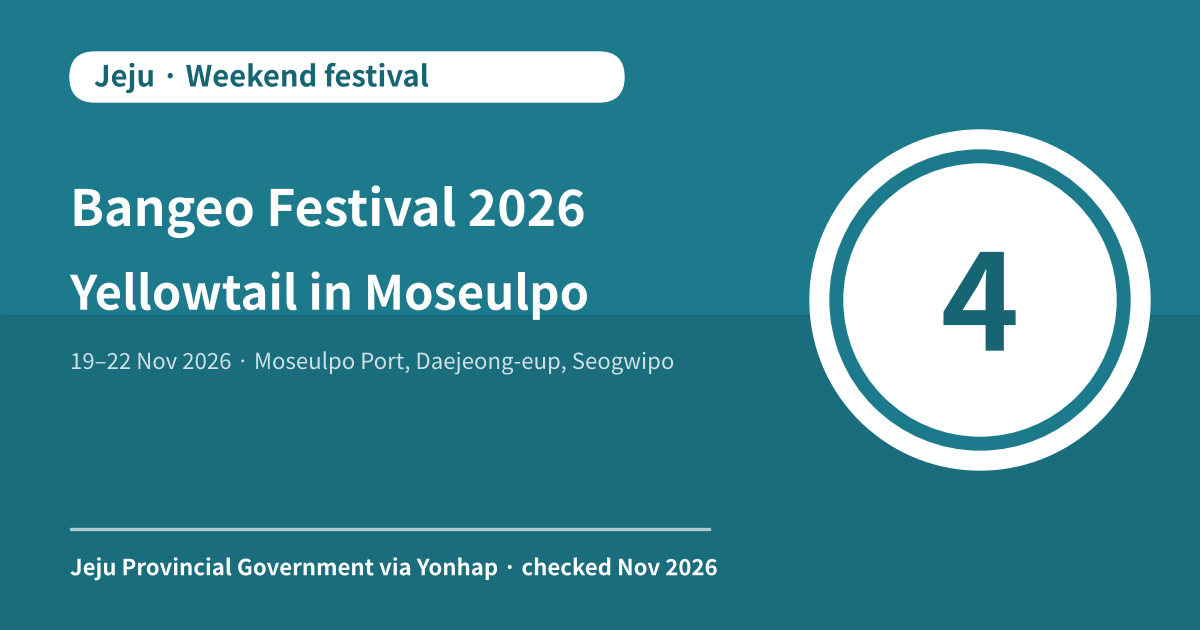 Jeju · Weekend festival
Bangeo Festival 2026
Yellowtail in Moseulpo
19–22 Nov 2026 · Moseulpo Port, Daejeong-eup, Seogwipo
4
Jeju Provincial Government via Yonhap · checked Nov 2026